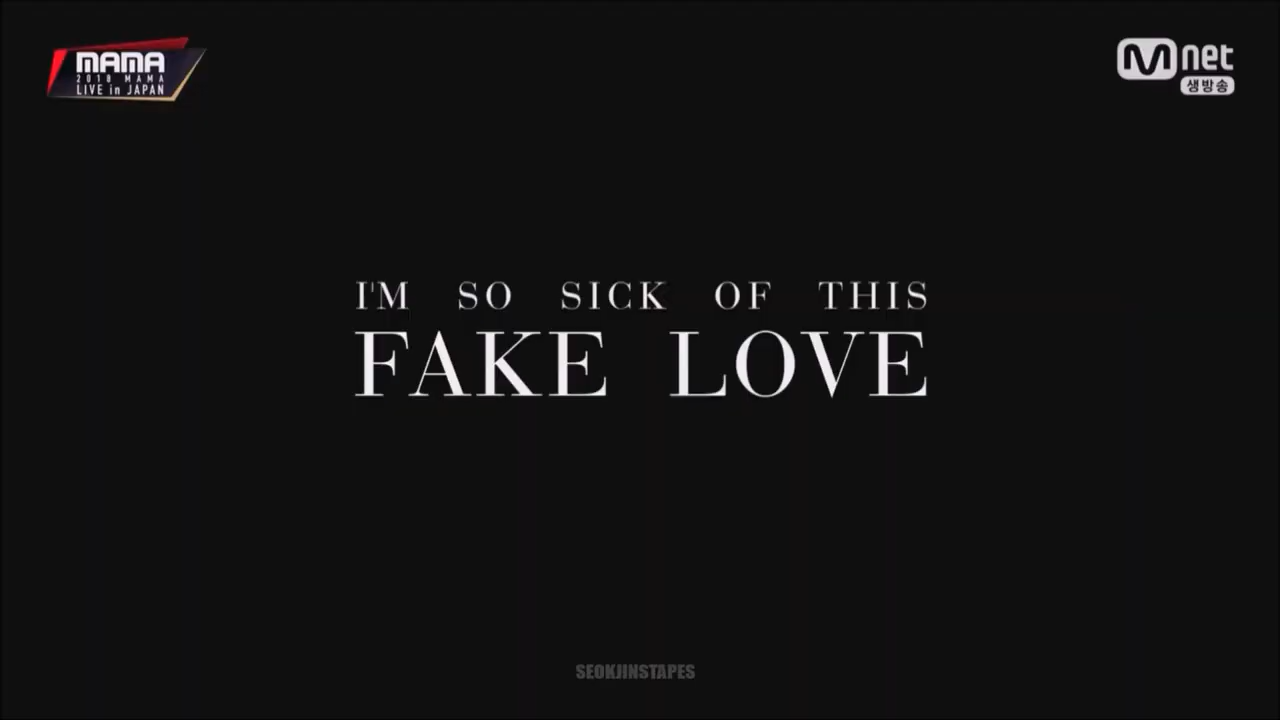 MAMA
2018 MAMA
LIVE in JAPAN
Mnet
생방송
I'M SO SICK OF THIS
FAKE LOVE
SEOKJINSTAPES